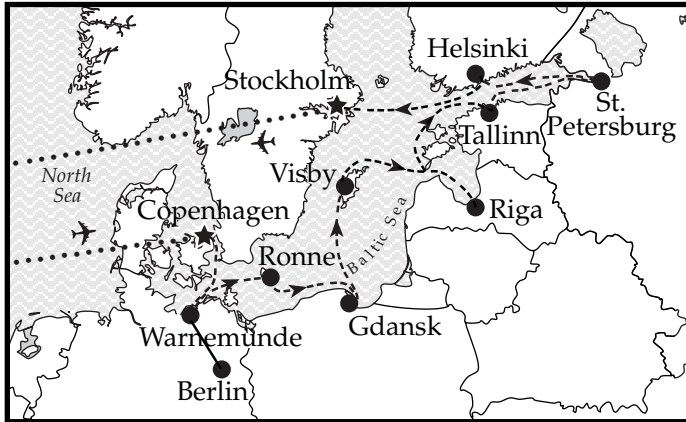 Helsinki
Stockholm
St.
Petersburg
Tallinn
North
Sea
Visby
Copenhagen
Riga
Baltic Sea
Ronne
Gdansk
Warnemunde
Berlin